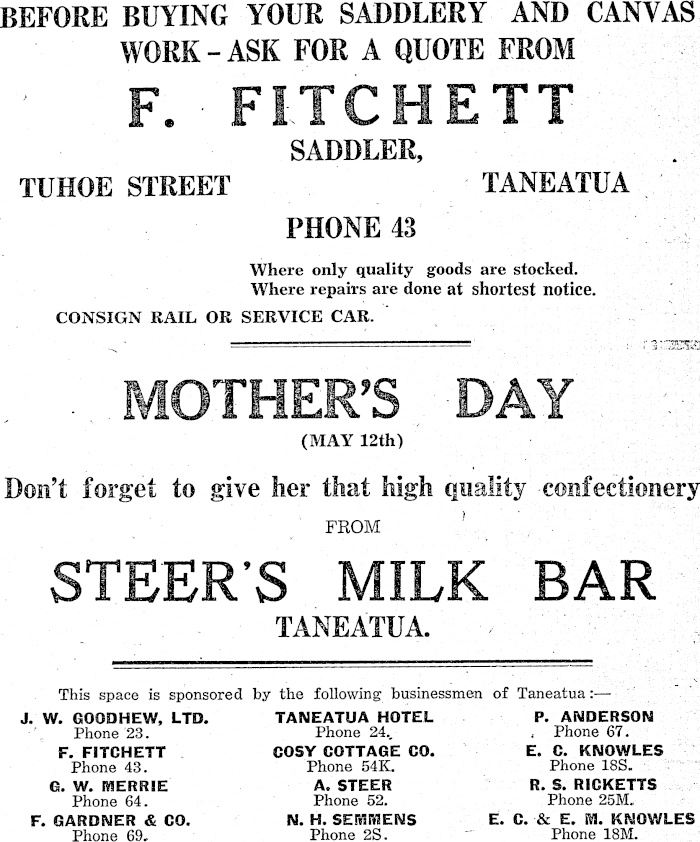 BEFORE BUYING YOUR SADDLERY AND CANVAS
WORK – ASK FOR A QUOTE FROM
F. FITCHETT
SADDLER,
TUHOE STREET TANEATUA
PHONE 43
Where only quality goods are stocked.
Where repairs are done at shortest notice.
CONSIGN RAIL OR SERVICE CAR.
MOTHER'S DAY
(MAY 12th)
Don't forget to give her that high quality confectionery
FROM
STEER'S MILK BAR
TANEATUA.
This space is sponsored by the following businessmen of Taneatua:—
J. W. GOODHEW, LTD. TANEATUA HOTEL P. ANDERSON
Phone 23. Phone 24. Phone 67.
F. FITCHETT COSY COTTAGE CO. E. C. KNOWLES
Phone 43. Phone 54K. Phone 18S.
G. W. MERRIE A. STEER R. S. RICKETTS
Phone 64. Phone 52. Phone 25M.
F. GARDNER & CO. N. H. SEMMENS E. C. & E. M. KNOWLES
Phone 69. Phone 2S. Phone 18M.